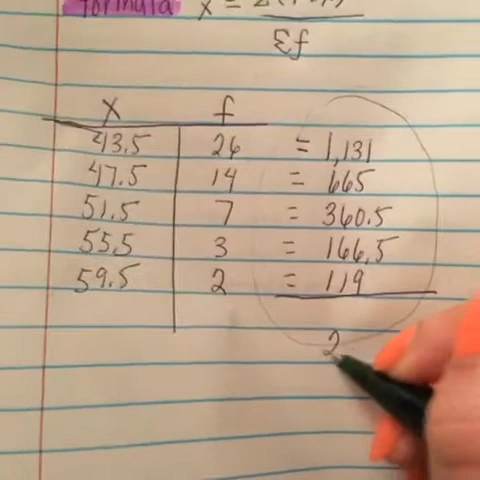 formula x =
Σf
X f
43.5 26 = 1,131
47.5 14 = 665
51.5 7 = 360.5
55.5 3 = 166.5
59.5 2 = 119
2